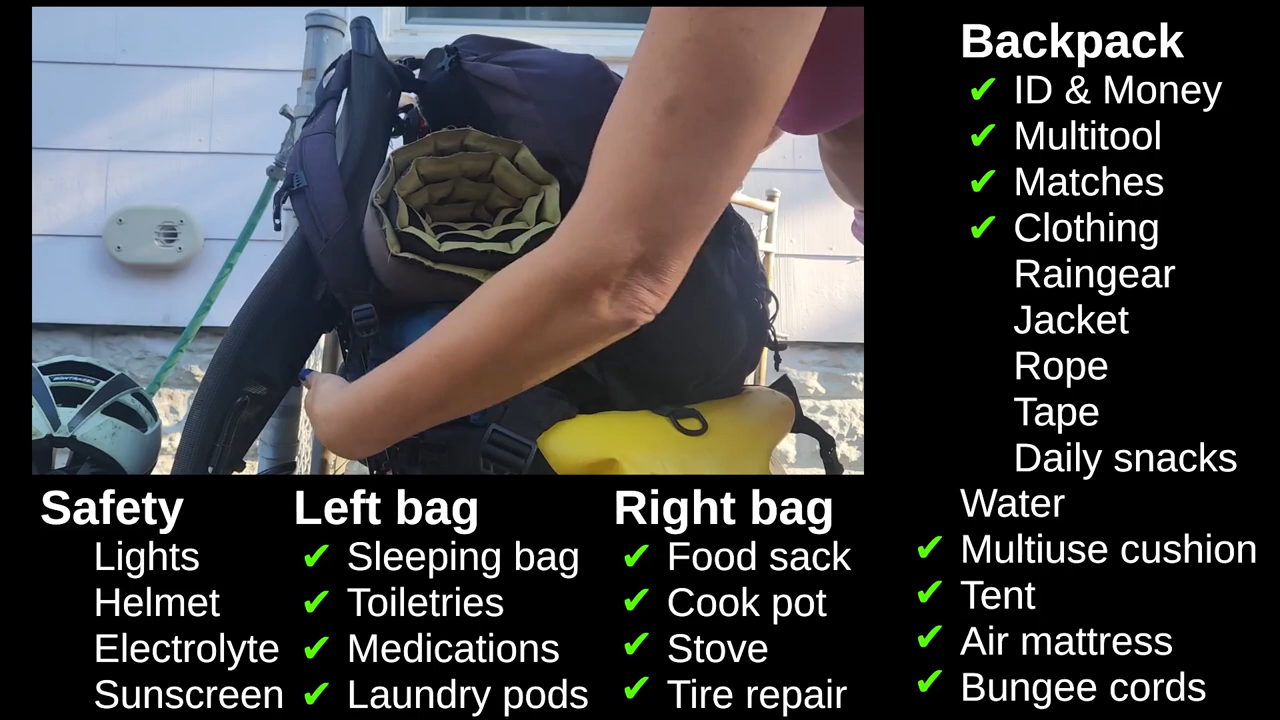 Backpack
✔ ID & Money
✔ Multitool
✔ Matches
✔ Clothing
Raingear
Jacket
Rope
Tape
Daily snacks
Water
✔ Multiuse cushion
✔ Tent
✔ Air mattress
✔ Bungee cords
Safety
Lights
Helmet
Electrolyte
Sunscreen
Left bag
✔ Sleeping bag
✔ Toiletries
✔ Medications
✔ Laundry pods
Right bag
✔ Food sack
✔ Cook pot
✔ Stove
✔ Tire repair